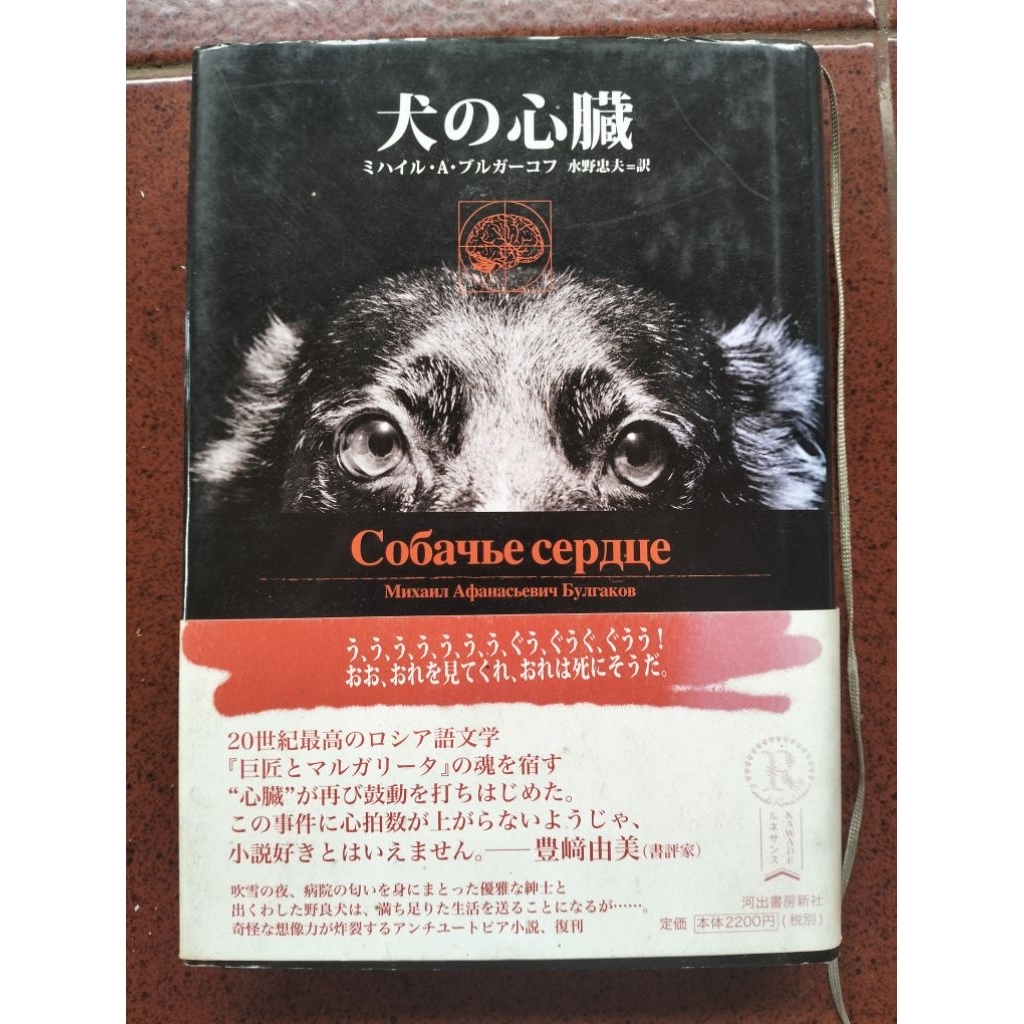 犬の心臓
ミハイル・A・ブルガーコフ 水野忠夫=訳
Собачье сердце
Михаил Афанасьевич Булгаков
う、う、う、う、う、う、う、ぐう、ぐうぐ、ぐうう！
おお、おれを見てくれ、おれは死にそうだ。
20世紀最高のロシア語文学
『巨匠とマルガリータ』の魂を宿す
“心臓”が再び鼓動を打ちはじめた。
この事件に心拍数が上がらないようじゃ、
小説好きとはいえません。——豊﨑由美(書評家)
R
KAWADE
ルネサンス
吹雪の夜、病院の匂いを身にまとった優雅な紳士と
出くわした野良犬は、満ち足りた生活を送ることになるが……。
奇怪な想像力が炸裂するアンチユートピア小説、復刊
河出書房新社
定価 本体2200円(税別)